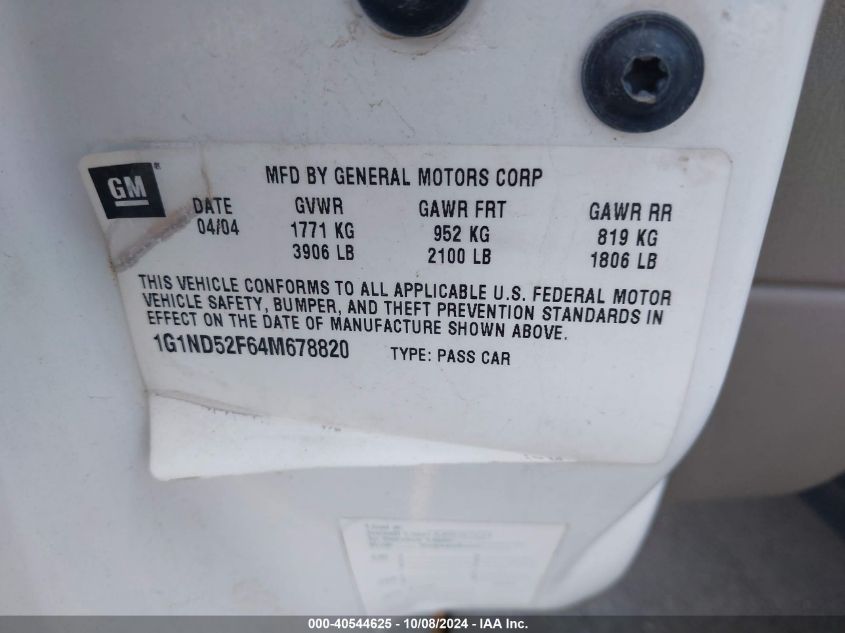 GM ®
MFD BY GENERAL MOTORS CORP
DATE GVWR GAWR FRT GAWR RR
04/04 1771 KG 952 KG 819 KG
3906 LB 2100 LB 1806 LB
THIS VEHICLE CONFORMS TO ALL APPLICABLE U.S. FEDERAL MOTOR
VEHICLE SAFETY, BUMPER, AND THEFT PREVENTION STANDARDS IN
EFFECT ON THE DATE OF MANUFACTURE SHOWN ABOVE.
1G1ND52F64M678820 TYPE: PASS CAR
000-40544625 - 10/08/2024 - IAA Inc.